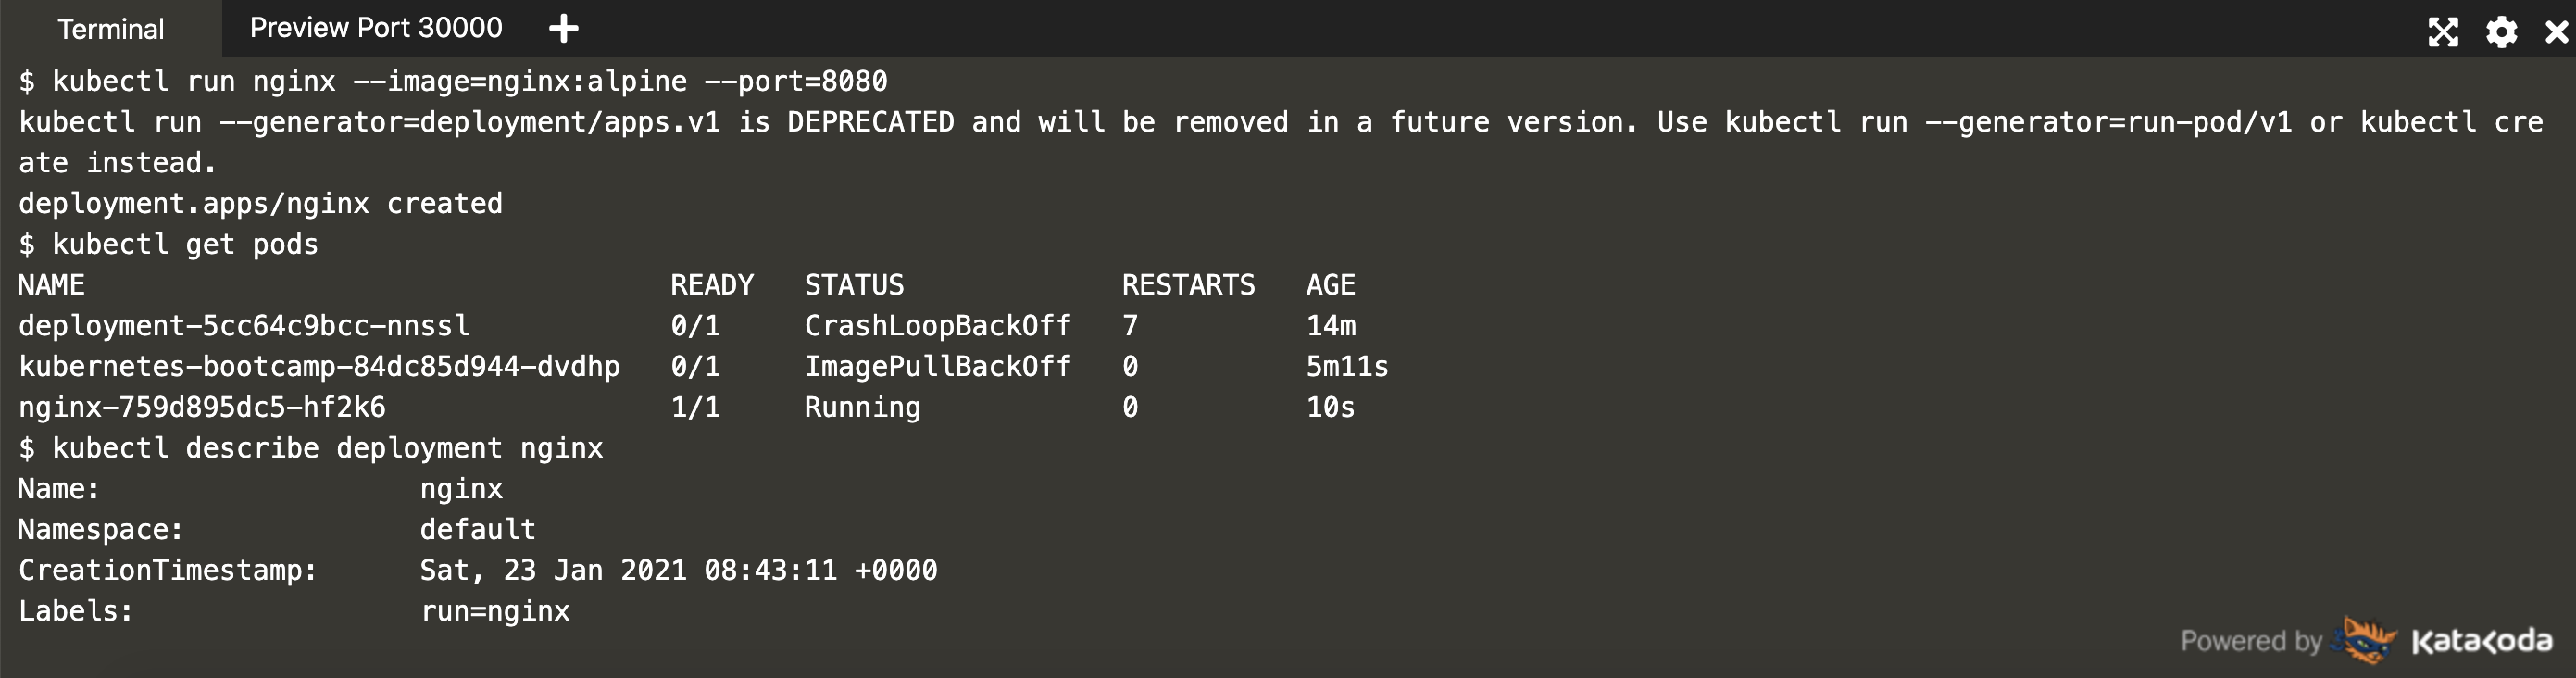 Terminal Preview Port 30000 +
$ kubectl run nginx --image=nginx:alpine --port=8080
kubectl run --generator=deployment/apps.v1 is DEPRECATED and will be removed in a future version. Use kubectl run --generator=run-pod/v1 or kubectl cre
ate instead.
deployment.apps/nginx created
$ kubectl get pods
NAME READY STATUS RESTARTS AGE
deployment-5cc64c9bcc-nnssl 0/1 CrashLoopBackOff 7 14m
kubernetes-bootcamp-84dc85d944-dvdhp 0/1 ImagePullBackOff 0 5m11s
nginx-759d895dc5-hf2k6 1/1 Running 0 10s
$ kubectl describe deployment nginx
Name: nginx
Namespace: default
CreationTimestamp: Sat, 23 Jan 2021 08:43:11 +0000
Labels: run=nginx
Powered by Katacoda